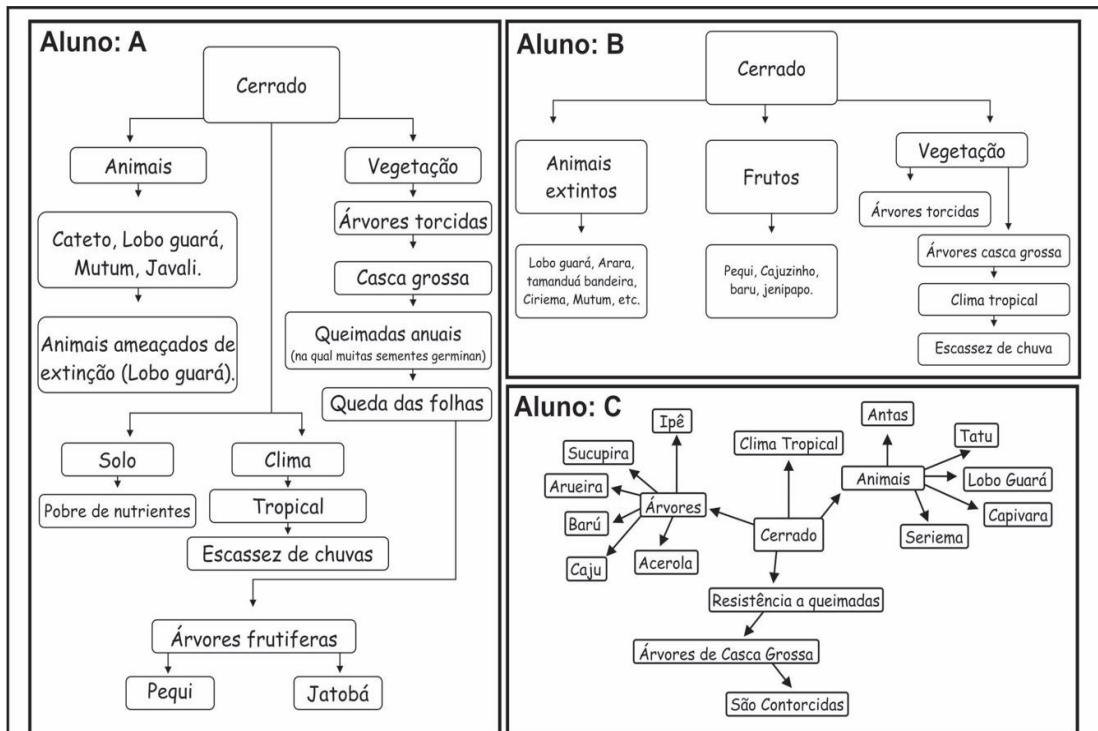 Aluno: A
Cerrado
Animais
Vegetação
Cateto, Lobo guará,
Mutum, Javali.
Árvores torcidas
Casca grossa
Animais ameaçados de
extinção (Lobo guará).
Queimadas anuais
(na qual muitas sementes germinan)
Queda das folhas
Solo
Clima
Pobre de nutrientes
Tropical
Escassez de chuvas
Árvores frutiferas
Pequi
Jatobá
Aluno: B
Cerrado
Animais
extintos
Frutos
Vegetação
Árvores torcidas
Lobo guará, Arara,
tamanduá bandeira,
Ciriema, Mutum, etc.
Pequi, Cajuzinho,
baru, jenipapo.
Árvores casca grossa
Clima tropical
Escassez de chuva
Aluno: C
Ipê
Sucupira
Arueira
Árvores
Barú
Caju
Acerola
Clima Tropical
Cerrado
Antas
Tatu
Animais
Lobo Guará
Capivara
Seriema
Resistência a queimadas
Árvores de Casca Grossa
São Contorcidas